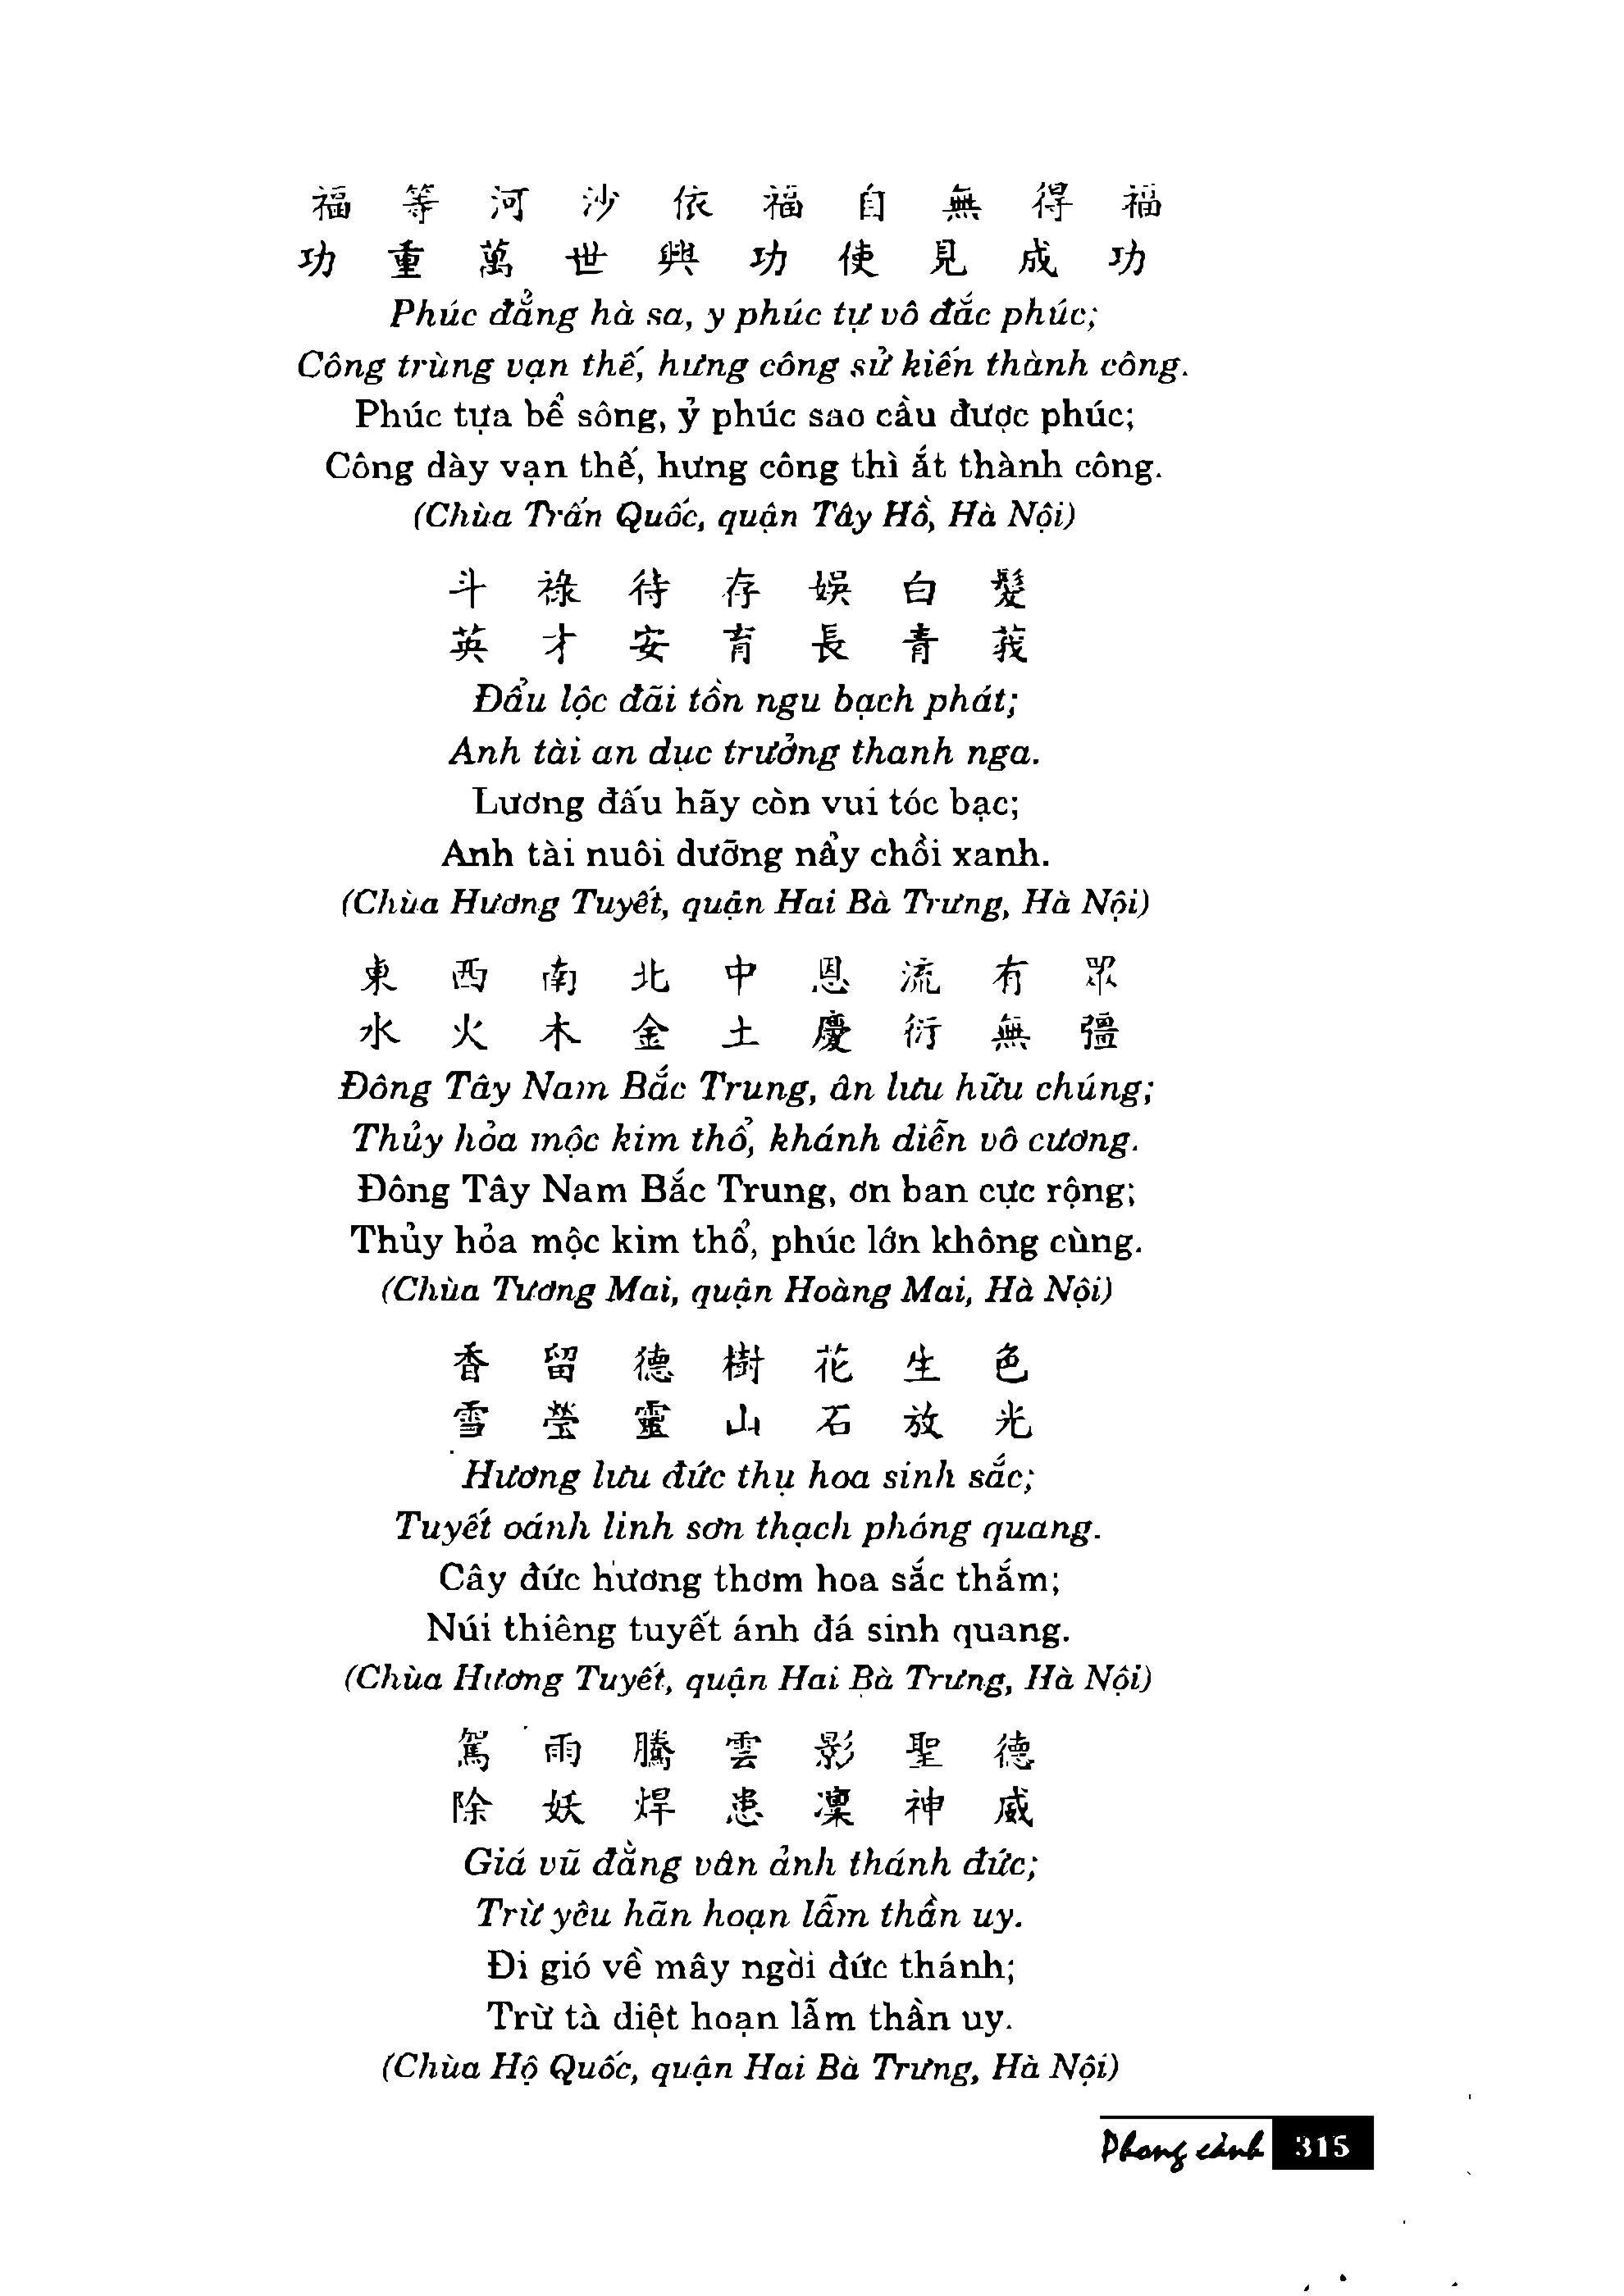 福等河沙依福自無得福
功重萬世興功使見成功
Phúc đẳng hà sa, y phúc tự vô đắc phúc;
Công trùng vạn thế, hưng công sử kiến thành công.
Phúc tựa bể sông, ỷ phúc sao cầu được phúc;
Công dày vạn thế, hưng công thì ắt thành công.
(Chùa Trấn Quốc, quận Tây Hồ, Hà Nội)
斗祿待存娛白髮
英才安育長青莪
Đẩu lộc đãi tồn ngu bạch phát;
Anh tài an dục trưởng thanh nga.
Lương đấu hãy còn vui tóc bạc;
Anh tài nuôi dưỡng nẩy chồi xanh.
(Chùa Hương Tuyết, quận Hai Bà Trưng, Hà Nội)
東西南北中恩流有眾
水火木金土慶衍無彊
Đông Tây Nam Bắc Trung, ân lưu hữu chúng;
Thủy hỏa mộc kim thổ, khánh diễn vô cương.
Đông Tây Nam Bắc Trung, ơn ban cực rộng;
Thủy hỏa mộc kim thổ, phúc lớn không cùng.
(Chùa Tương Mai, quận Hoàng Mai, Hà Nội)
香留德樹花生色
雪瑩靈山石放光
Hương lưu đức thụ hoa sinh sắc;
Tuyết oánh linh sơn thạch phóng quang.
Cây đức hương thơm hoa sắc thắm;
Núi thiêng tuyết ánh đá sinh quang.
(Chùa Hương Tuyết, quận Hai Bà Trưng, Hà Nội)
駕雨騰雲影聖德
除妖焊患凜神威
Giá vũ đằng vân ảnh thánh đức;
Trừ yêu hãn hoạn lẫm thần uy.
Đi gió về mây ngời đức thánh;
Trừ tà diệt hoạn lẫm thần uy.
(Chùa Hộ Quốc, quận Hai Bà Trưng, Hà Nội)
Phong cảnh 315